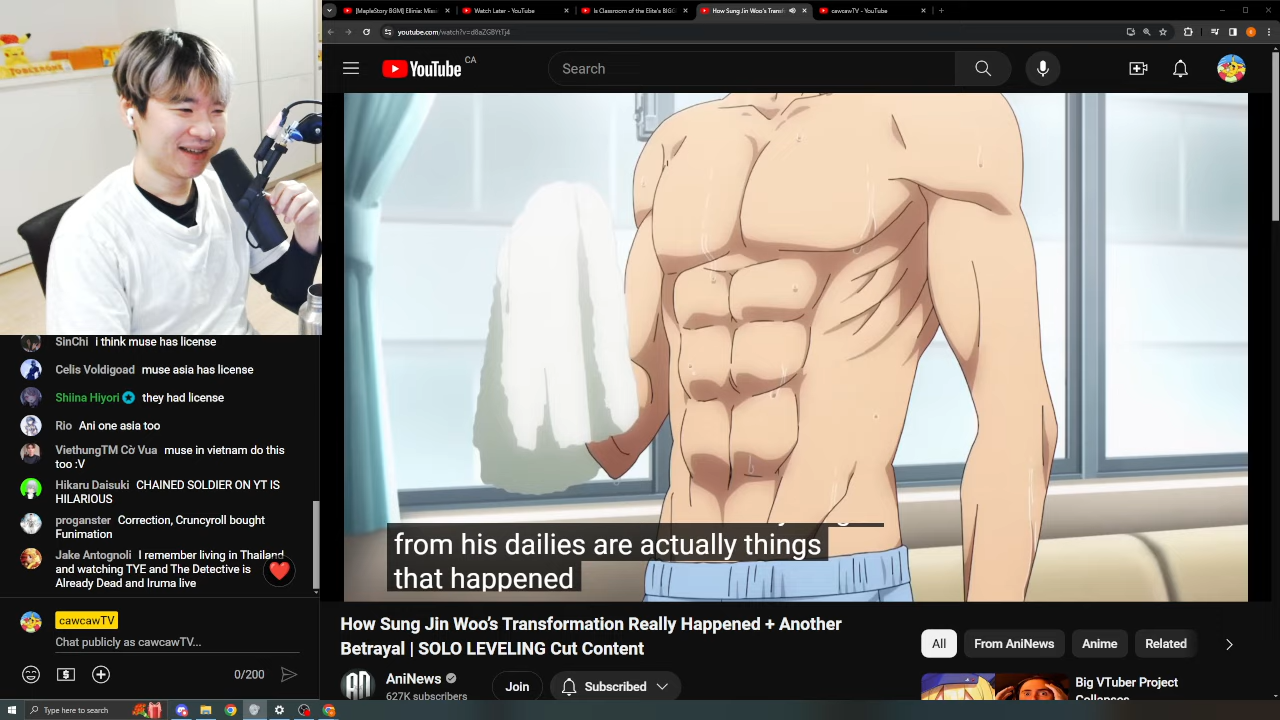 [MapleStory BGM] Ellinia: Miss
Watch Later - YouTube
Is Classroom of the Elite's BIGG
How Sung Jin Woo's Transf
cawcawTV - YouTube
youtube.com/watch?v=d8aZGBYtTj4
YouTube
CA
Search
from his dailies are actually things
that happened
How Sung Jin Woo's Transformation Really Happened + Another
Betrayal | SOLO LEVELING Cut Content
AniNews
627K subscribers
Join
Subscribed
All
From AniNews
Anime
Related
Big VTuber Project
Collapses
SinChi i think muse has license
Celis Voldigoad muse asia has license
Shiina Hiyori they had license
Rio Ani one asia too
ViethungTM Cờ Vua muse in vietnam do this
too :V
Hikaru Daisuki CHAINED SOLDIER ON YT IS
HILARIOUS
proganster Correction, Cruncyroll bought
Funimation
Jake Antognoli I remember living in Thailand
and watching TYE and The Detective is
Already Dead and Iruma live
cawcawTV
Chat publicly as cawcawTV...
0/200
Type here to search